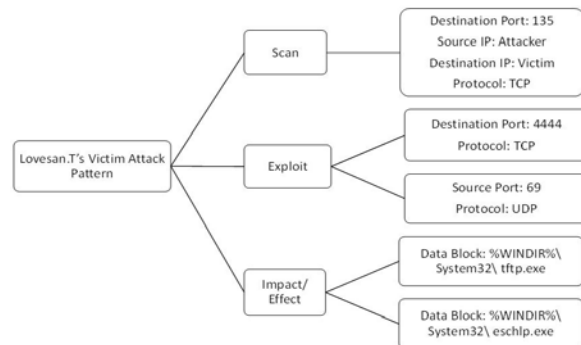 Lovesan.T's Victim Attack
Pattern
Scan
Destination Port: 135
Source IP: Attacker
Destination IP: Victim
Protocol: TCP
Exploit
Destination Port: 4444
Protocol: TCP
Source Port: 69
Protocol: UDP
Impact/
Effect
Data Block: %WINDIR%\
System32\ tftp.exe
Data Block: %WINDIR%\
System32\ eschlp.exe